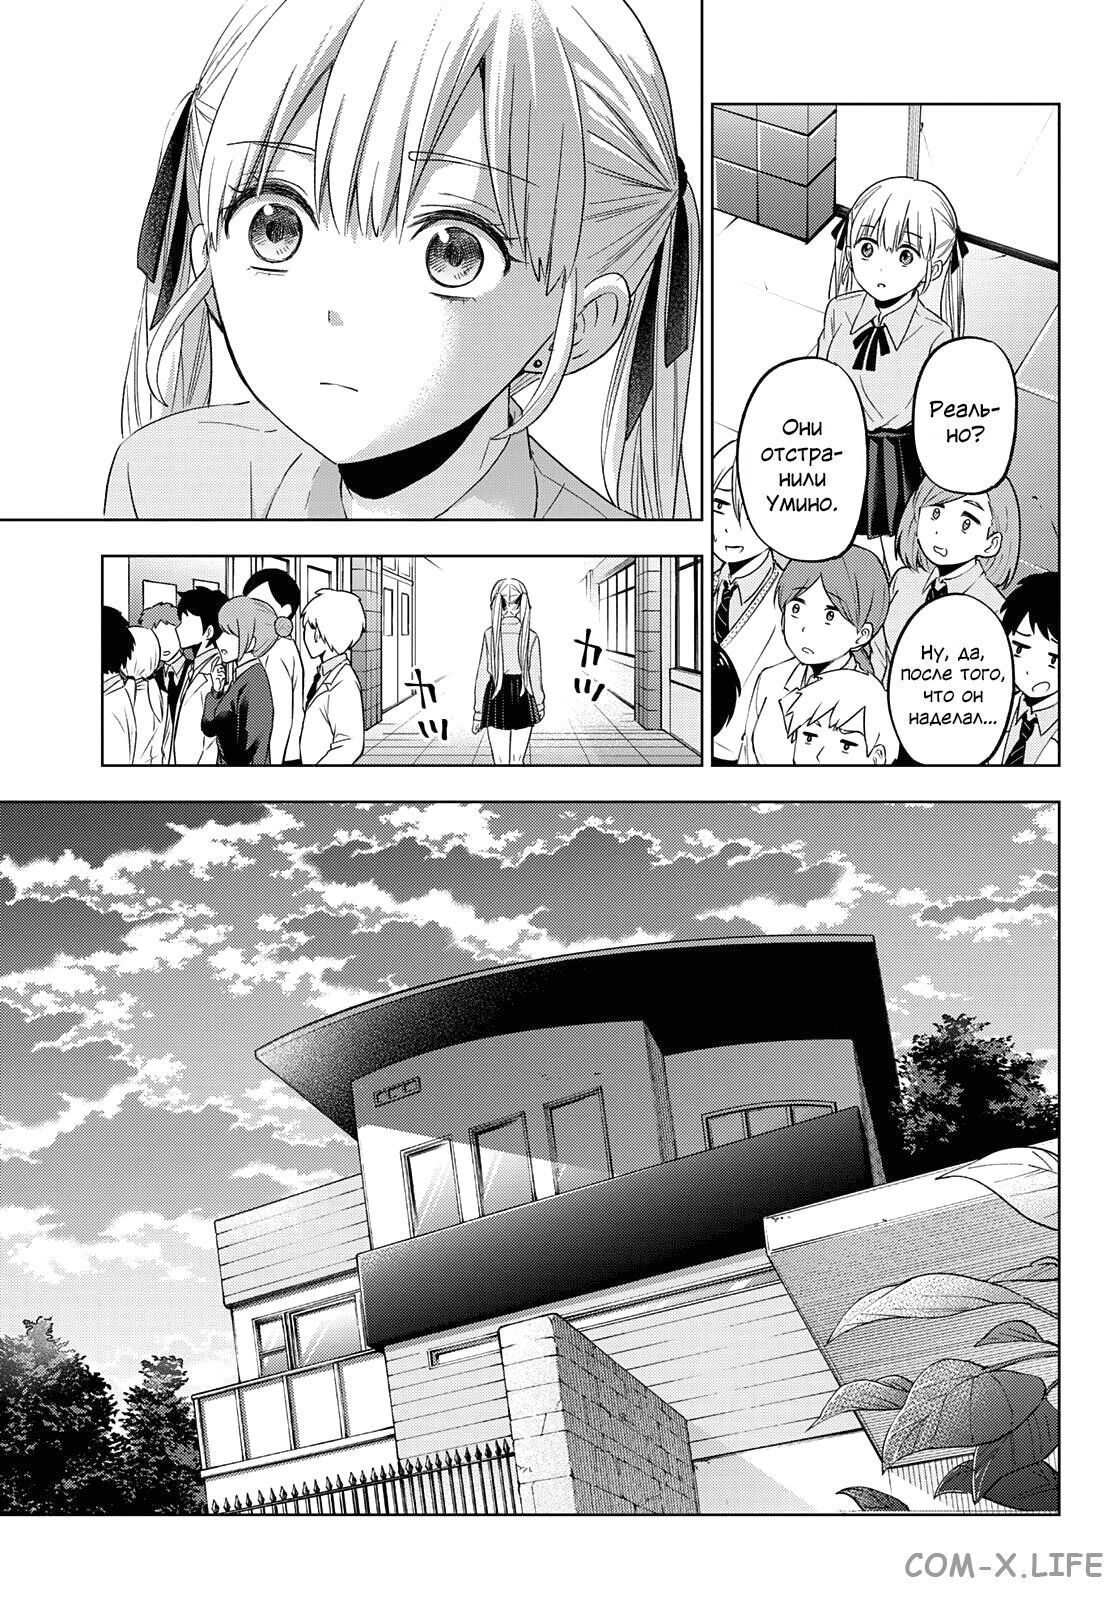 Реаль-
но?
Они
отстра-
нили
Умино.
Ну, да,
после того,
что он
наделал...
カツ
カツ
COM-X.LIFE